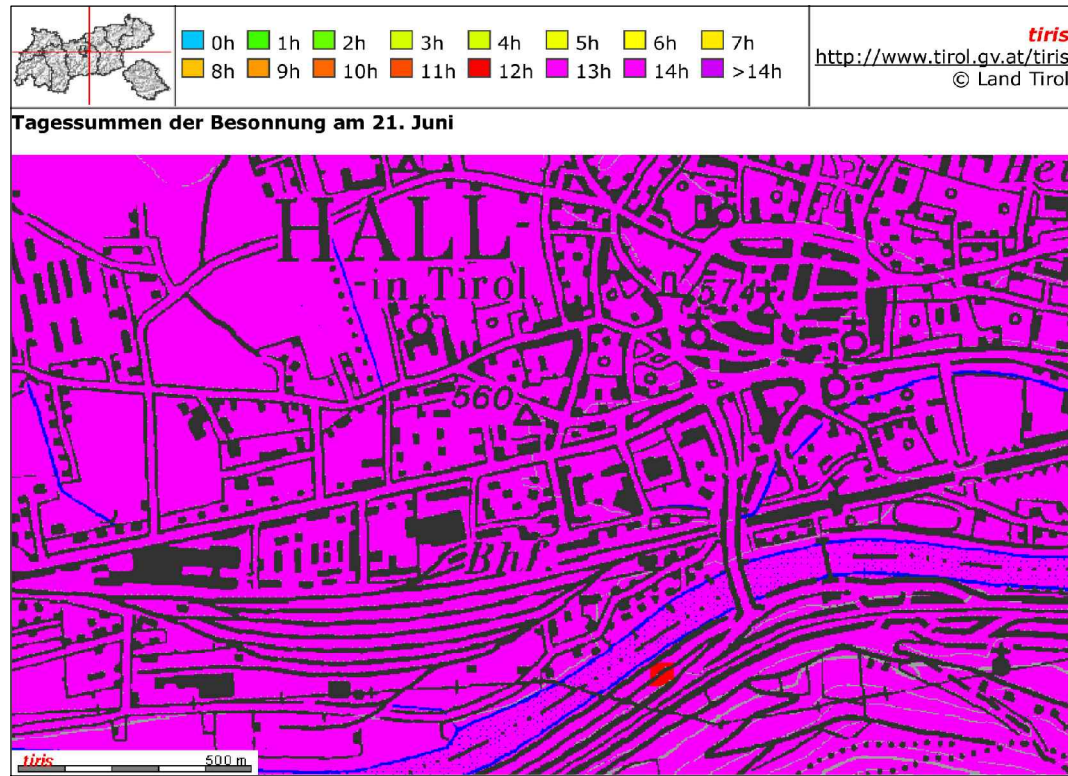 0h 1h 2h 3h 4h 5h 6h 7h
8h 9h 10h 11h 12h 13h 14h >14h
tiris
http://www.tirol.gv.at/tiris
© Land Tirol
Tagessummen der Besonnung am 21. Juni
Hei
HALL
in Tirol
574
560
Bhf.
tiris 500 m